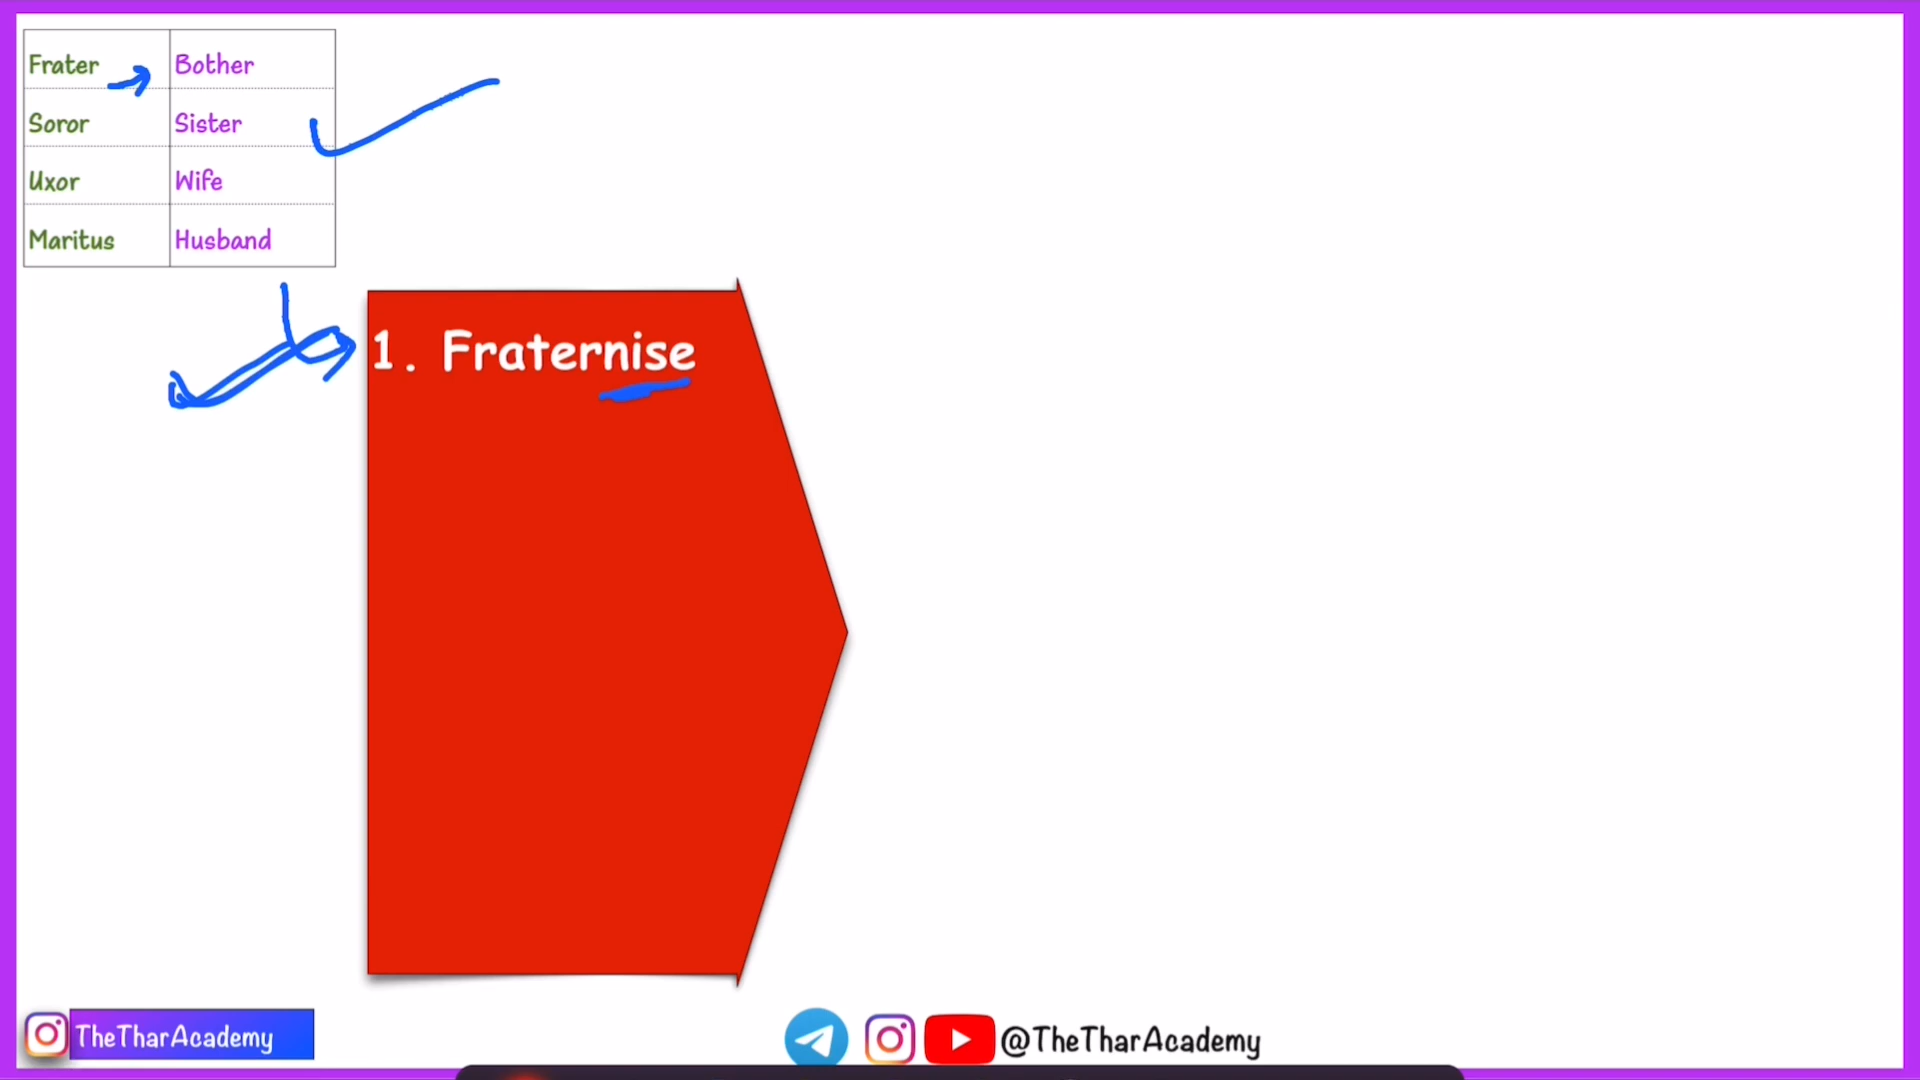 Frater Bother
Soror Sister
Uxor Wife
Maritus Husband
1. Fraternise
TheTharAcademy
@TheTharAcademy